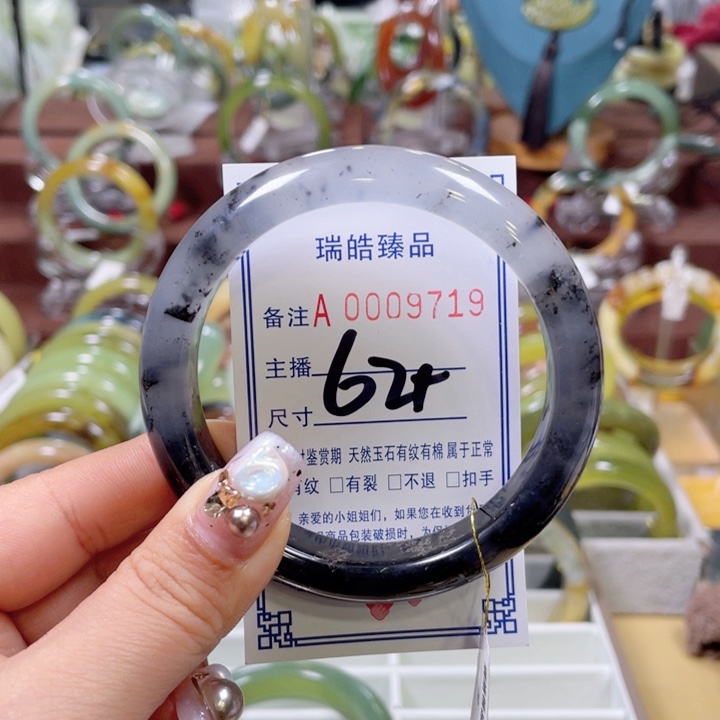 瑞皓臻品
备注 A 0009719
主播
尺寸 62+
鉴赏期 天然玉石有纹有棉 属于正常
有纹 □有裂 □不退 □扣手
亲爱的小姐姐们，如果您在收到
商品包装破损时，为